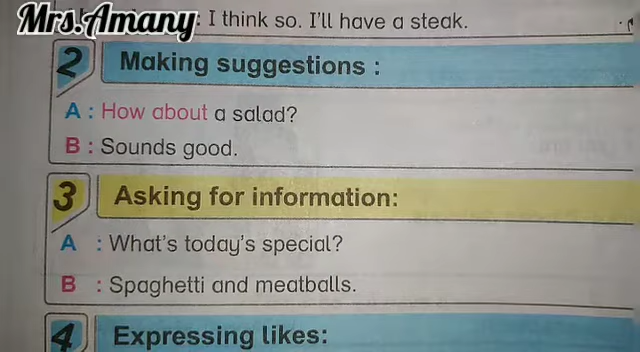 Mrs.Amany
: I think so. I'll have a steak.
2 Making suggestions :
A : How about a salad?
B : Sounds good.
3 Asking for information:
A : What's today's special?
B : Spaghetti and meatballs.
4 Expressing likes: